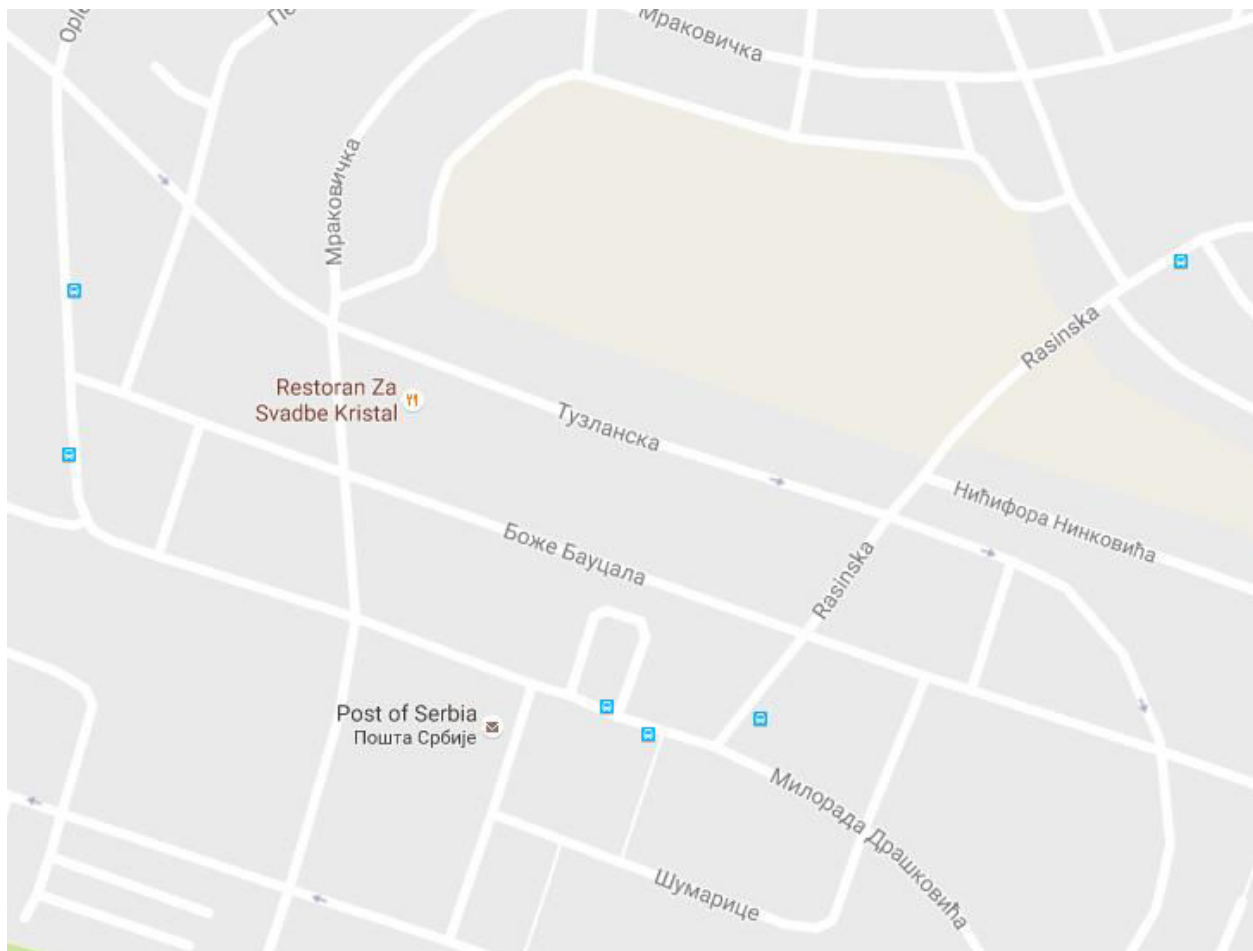 Мраковичка
Мраковичка
Rasinska
Restoran Za
Svadbe Kristal
Тузланска
Нићифора Нинковића
Боже Бауцала
Rasinska
Post of Serbia
Пошта Србије
Милорада Драшковића
Шумарице